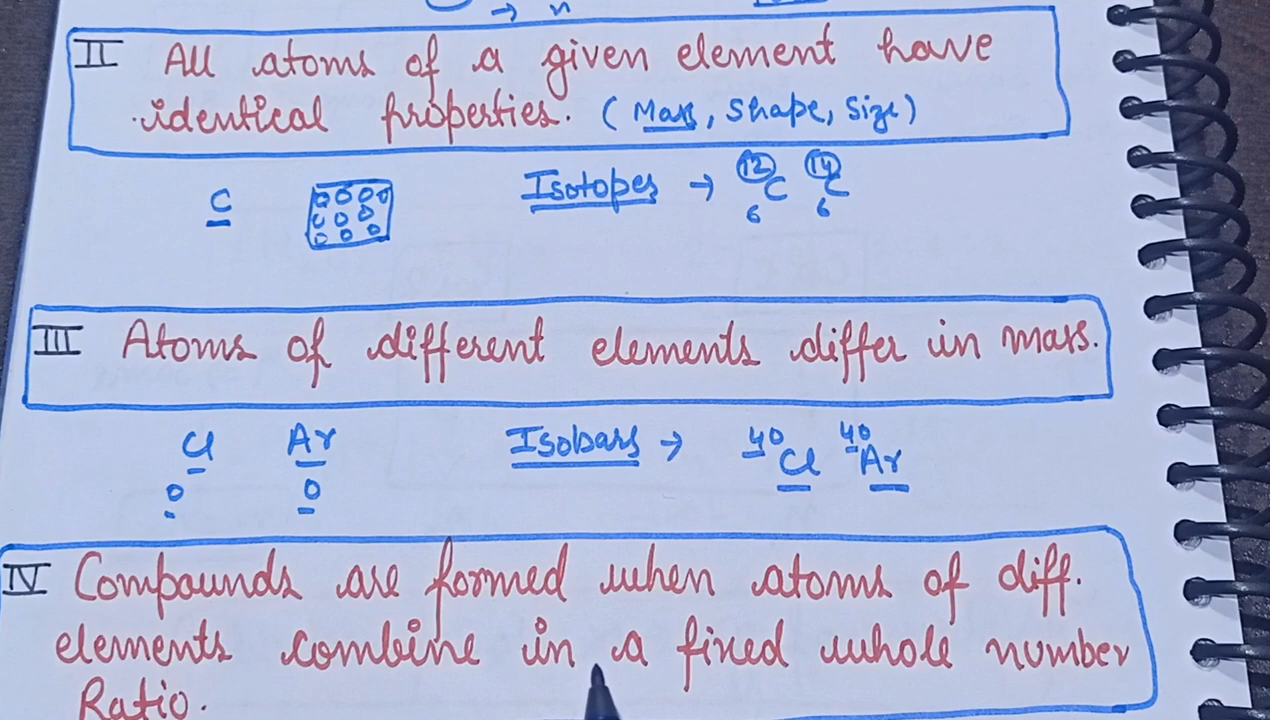 II All atoms of a given element have
identical properties. (Mass, Shape, Size)
C Isotopes → 12 6 C 14 6 C
III Atoms of different elements differ in mass.
Cl Ar Isobars → 40 Cl 40 Ar
IV Compounds are formed when atoms of diff.
elements combine in a fixed whole number
Ratio.